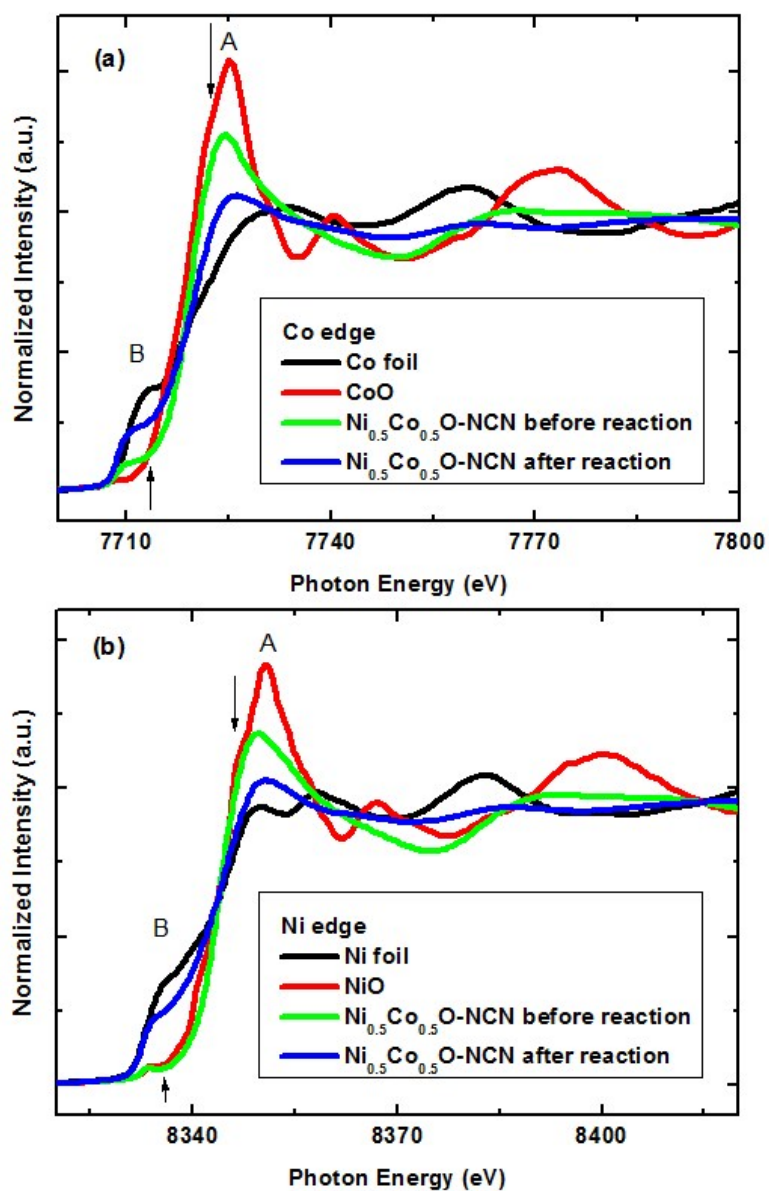 (a)
A
B
Normalized Intensity (a.u.)
Co edge
Co foil
CoO
Ni0.5Co0.5O-NCN before reaction
Ni0.5Co0.5O-NCN after reaction
7710 7740 7770 7800
Photon Energy (eV)
(b)
A
B
Normalized Intensity (a.u.)
Ni edge
Ni foil
NiO
Ni0.5Co0.5O-NCN before reaction
Ni0.5Co0.5O-NCN after reaction
8340 8370 8400
Photon Energy (eV)